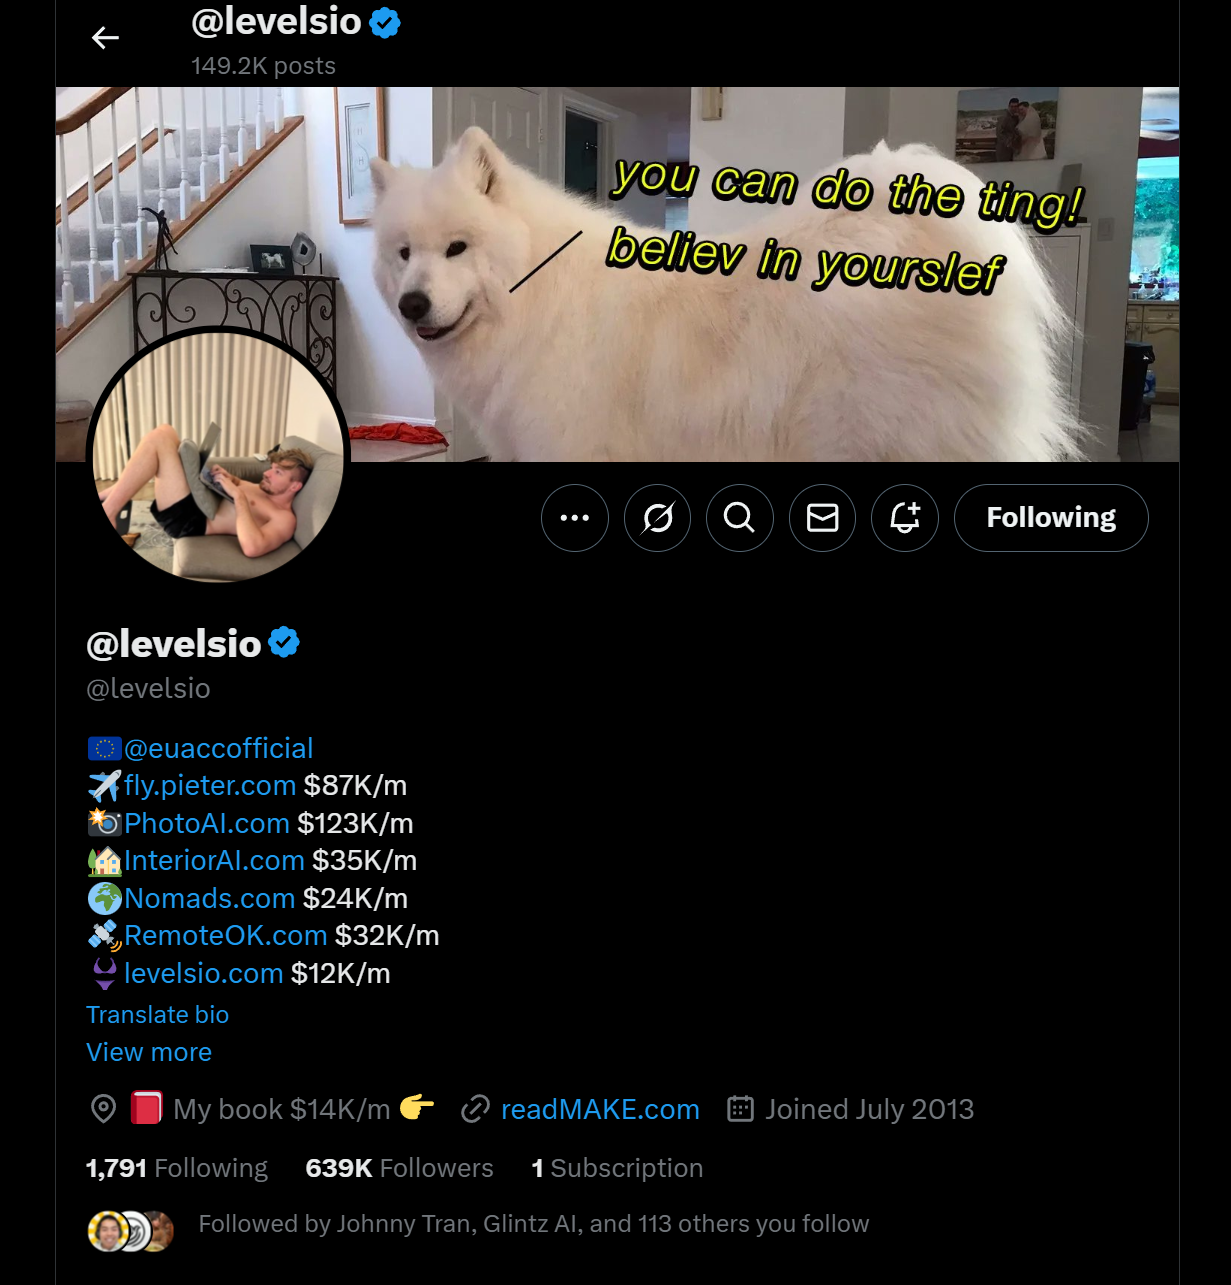 @levelsio
149.2K posts
you can do the ting!
believ in yourslef
Following
@levelsio
@levelsio
@euaccofficial
fly.pieter.com $87K/m
PhotoAI.com $123K/m
InteriorAI.com $35K/m
Nomads.com $24K/m
RemoteOK.com $32K/m
levelsio.com $12K/m
Translate bio
View more
My book $14K/m readMAKE.com Joined July 2013
1,791 Following 639K Followers 1 Subscription
Followed by Johnny Tran, Glintz AI, and 113 others you follow